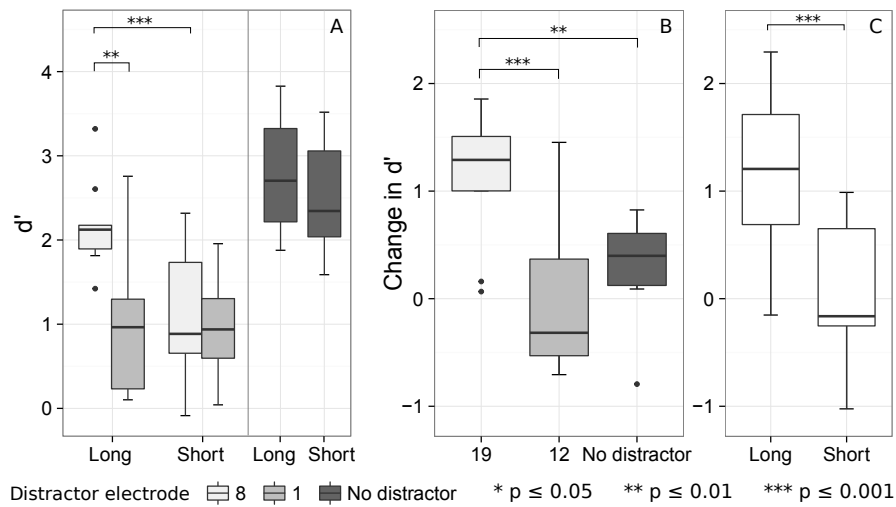 A
B
C
***
**
**
***
***
4
3
2
1
0
d'
2
1
0
−1
Change in d'
2
1
0
−1
Long Short Long Short
19 12 No distractor
Long Short
Distractor electrode 8 1 No distractor * p ≤ 0.05 ** p ≤ 0.01 *** p ≤ 0.001